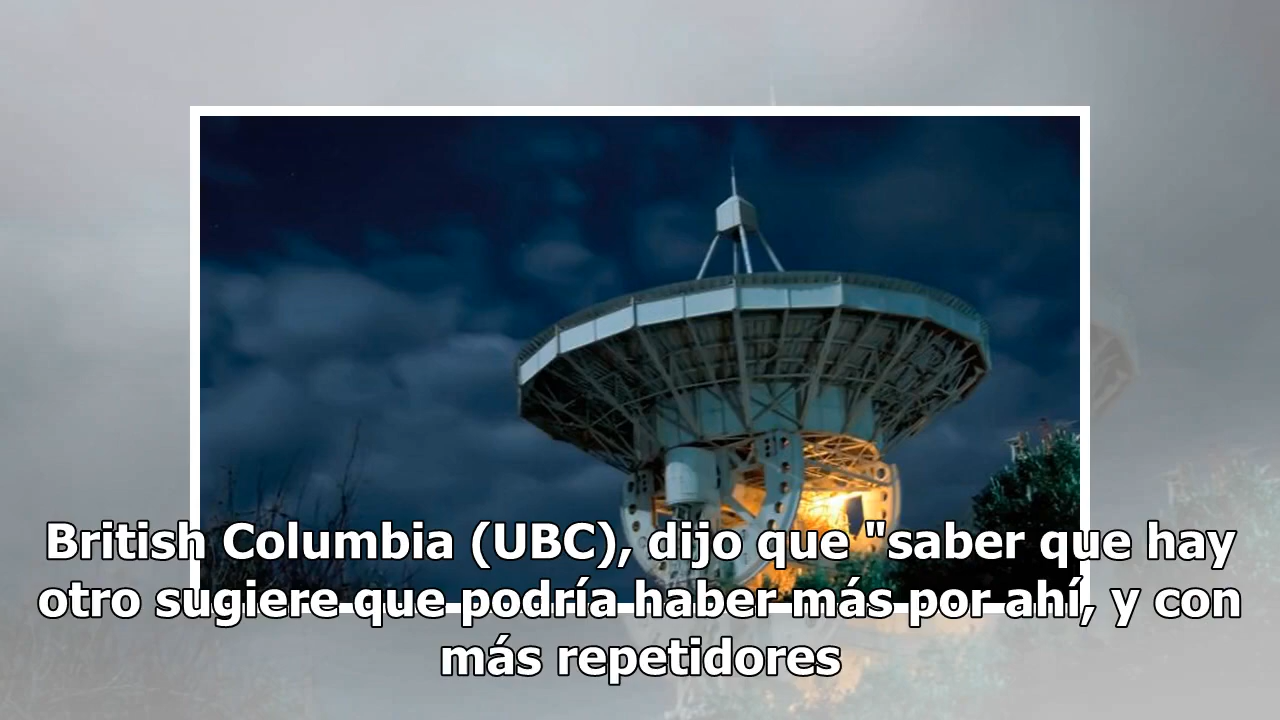 British Columbia (UBC), dijo que "saber que hay
otro sugiere que podría haber más por ahí, y con
más repetidores